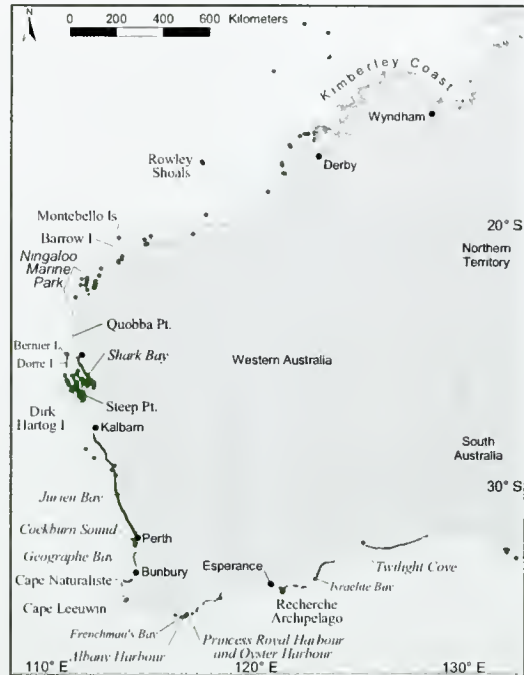 N
0 200 400 600 Kilometers
Kimberley Coast
Wyndham
Derby
Rowley
Shoals
Montebello Is
Barrow I
20° S
Ningaloo
Marine
Park
Northern
Territory
Quobba Pt.
Bernier I.
Dorre I
Shark Bay
Western Australia
Steep Pt.
Dirk
Hartog I
Kalbarn
South
Australia
30° S
Jurien Bay
Cockburn Sound
Perth
Geographe Bay
Bunbury
Esperance
Twilight Cove
Cape Naturaliste
Israelite Bay
Cape Leeuwin
Recherche
Archipelago
Frenchman's Bay
Albany Harbour
Princess Royal Harbour
and Oyster Harbour
110° E
120° E
130° E